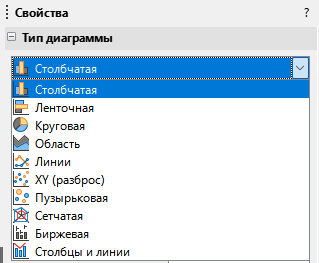 Свойства ?
Тип диаграммы
Столбчатая
Столбчатая
Ленточная
Круговая
Область
Линии
XY (разброс)
Пузырьковая
Сетчатая
Биржевая
Столбцы и линии